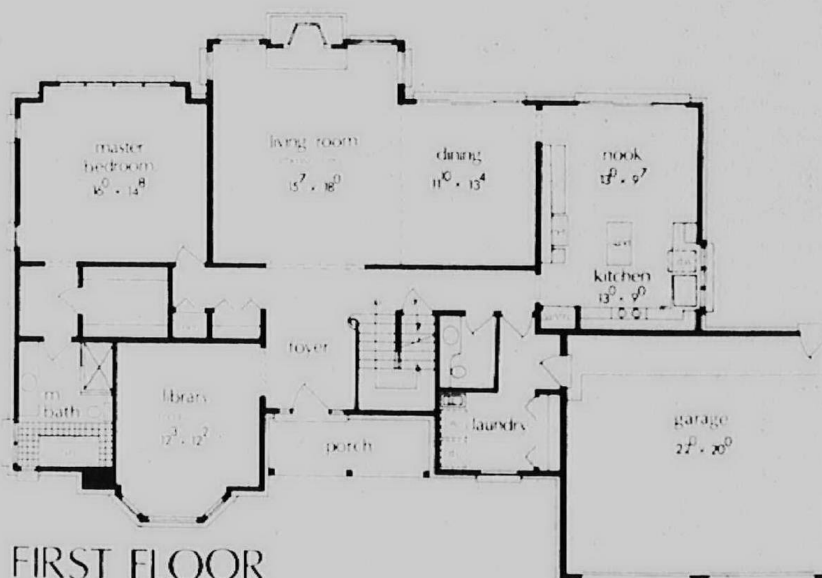 master
bedroom
16⁰ · 14⁸
living room
15⁷ · 18⁰
dining
11¹⁰ · 13⁴
nook
13⁰ · 9⁷
kitchen
13⁰ · 9⁰
foyer
m
bath
library
12³ · 12²
porch
laundry
garage
22⁰ · 20⁰
FIRST FLOOR